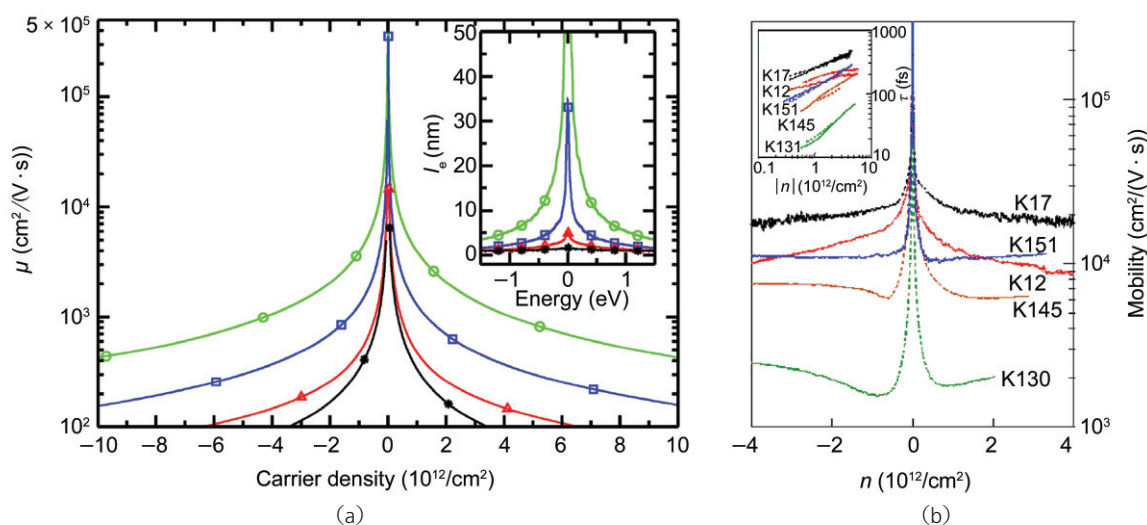 5 × 10⁵
10⁵
10⁴
10³
10²
μ (cm²/(V · s))
−10 −8 −6 −4 −2 0 2 4 6 8 10
Carrier density (10¹²/cm²)
50
40
30
20
10
0
lₑ (nm)
−1 0 1
Energy (eV)
(a)
K17
K12
K151
K145
K131
1000
100
10
τ (fs)
0.1 1 10
|n| (10¹²/cm²)
K17
K151
K12
K145
K130
10⁵
10⁴
10³
Mobility (cm²/(V · s))
−4 −2 0 2 4
n (10¹²/cm²)
(b)